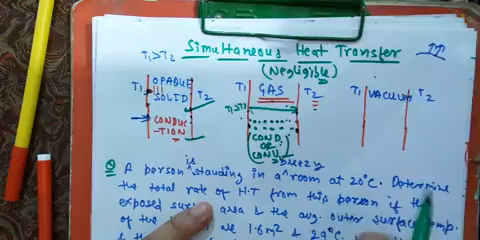 Simultaneous Heat Transfer
(Negligible)
T₁>T₂
T₁ OPAQUE SOLID T₂
CONDUCTION
T₁ GAS T₂
T₁>T₂
COND. OR CONV.
T₁ VACUUM T₂
is breezy
Q A person ^standing in a ^room at 20°C. Determine
the total rate of H.T from this person if the
exposed surface area & the avg. outer surface temp.
of the are 1.6m² & 29°C